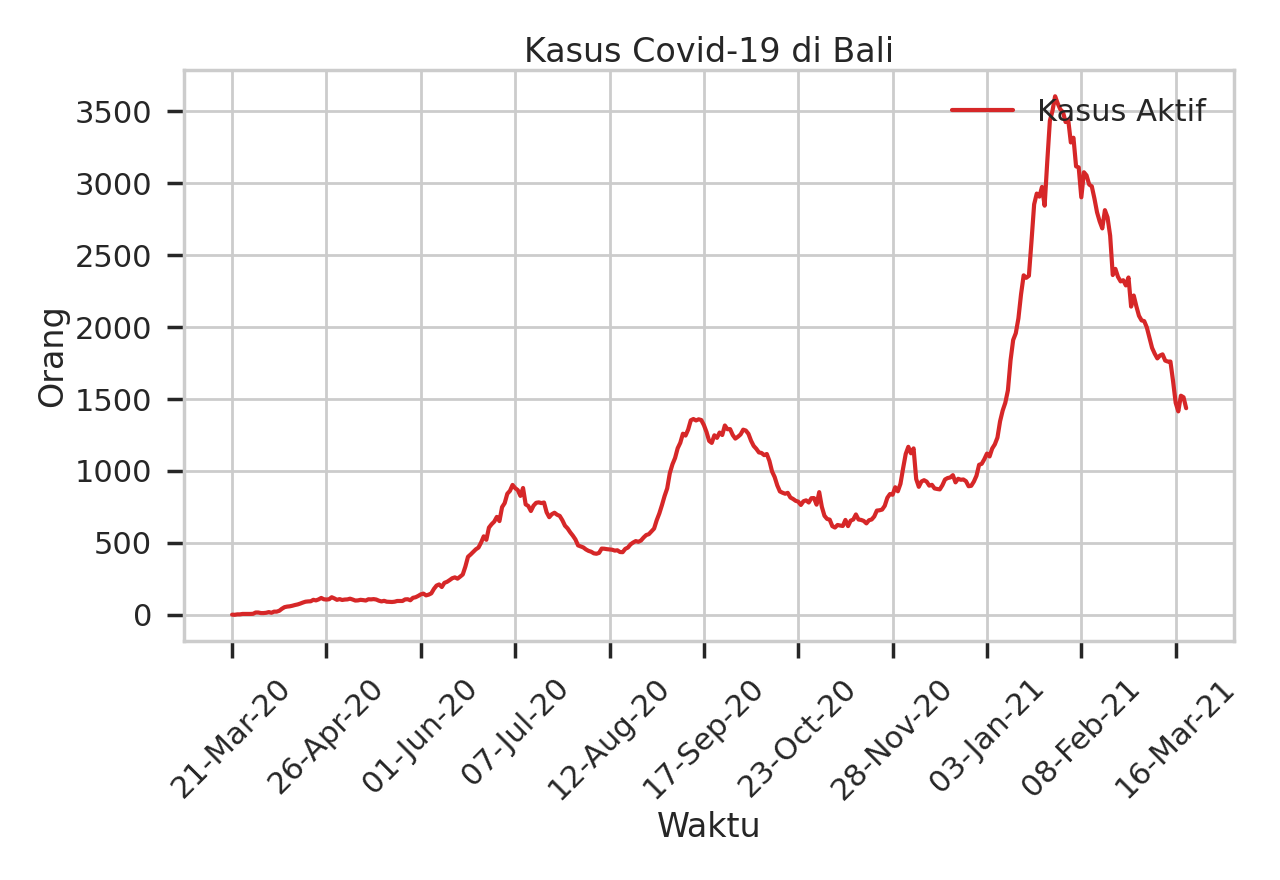 Kasus Covid-19 di Bali
Kasus Aktif
3500
3000
2500
2000
1500
1000
500
0
Orang
21-Mar-20
26-Apr-20
01-Jun-20
07-Jul-20
12-Aug-20
17-Sep-20
23-Oct-20
28-Nov-20
03-Jan-21
08-Feb-21
16-Mar-21
Waktu